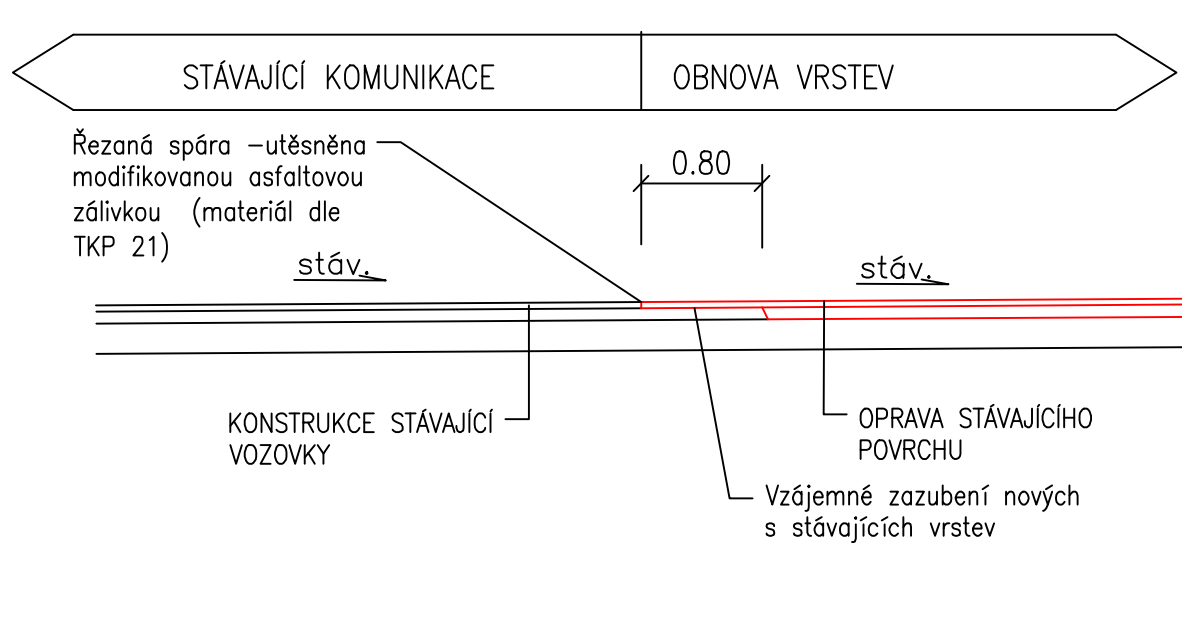 STÁVAJÍCÍ KOMUNIKACE
OBNOVA VRSTEV
Řezaná spára –utěsněna
modifikovanou asfaltovou
zálivkou (materiál dle
TKP 21)
0.80
stáv.
stáv.
KONSTRUKCE STÁVAJÍCÍ
VOZOVKY
OPRAVA STÁVAJÍCÍHO
POVRCHU
Vzájemné zazubení nových
s stávajících vrstev